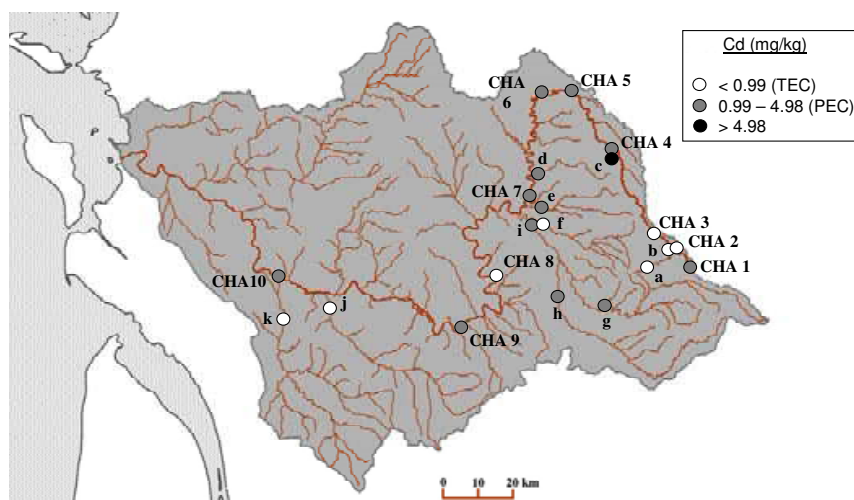 Cd (mg/kg)
< 0.99 (TEC)
0.99 – 4.98 (PEC)
> 4.98
CHA 6
CHA 5
CHA 4
c
d
CHA 7
e
i
f
CHA 3
b
CHA 2
a
CHA 1
CHA 8
CHA10
h
g
j
k
CHA 9
0 10 20 km